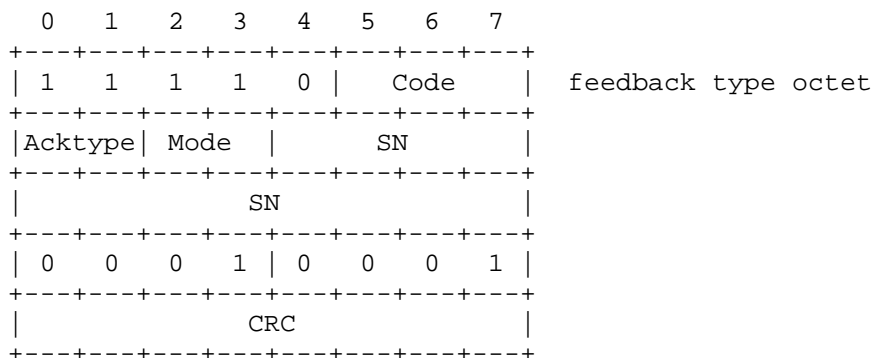 0   1   2   3   4   5   6   7
+---+---+---+---+---+---+---+---+
| 1   1   1   1   0 |   Code    |  feedback type octet
+---+---+---+---+---+---+---+---+
|Acktype| Mode  |      SN       |
+---+---+---+---+---+---+---+---+
|              SN               |
+---+---+---+---+---+---+---+---+
| 0   0   0   1 | 0   0   0   1 |
+---+---+---+---+---+---+---+---+
|              CRC              |
+---+---+---+---+---+---+---+---+